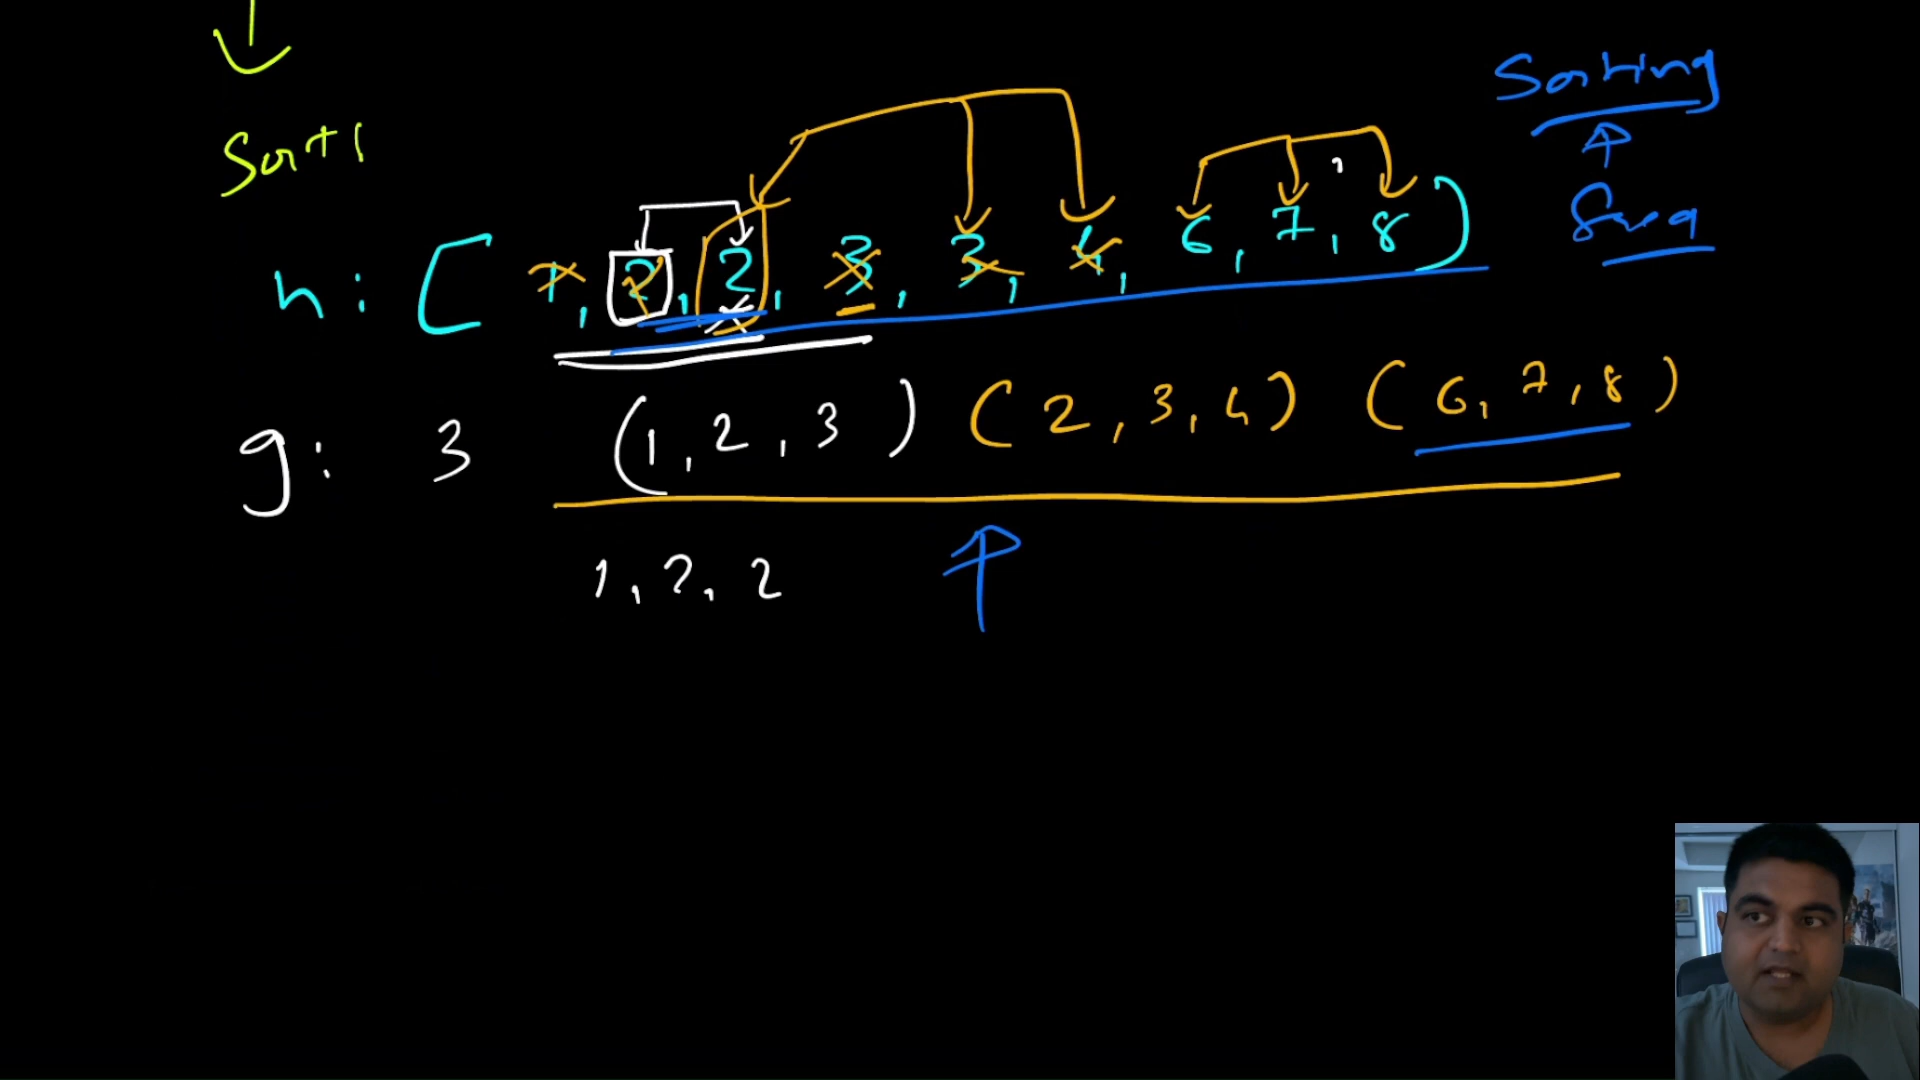 Sorting
Sort
freq
h: [ 1, 2, 2, 3, 3, 4, 6, 7, 8 ]
g: 3 (1, 2, 3) (2, 3, 4) (6, 7, 8)
1, 2, 2